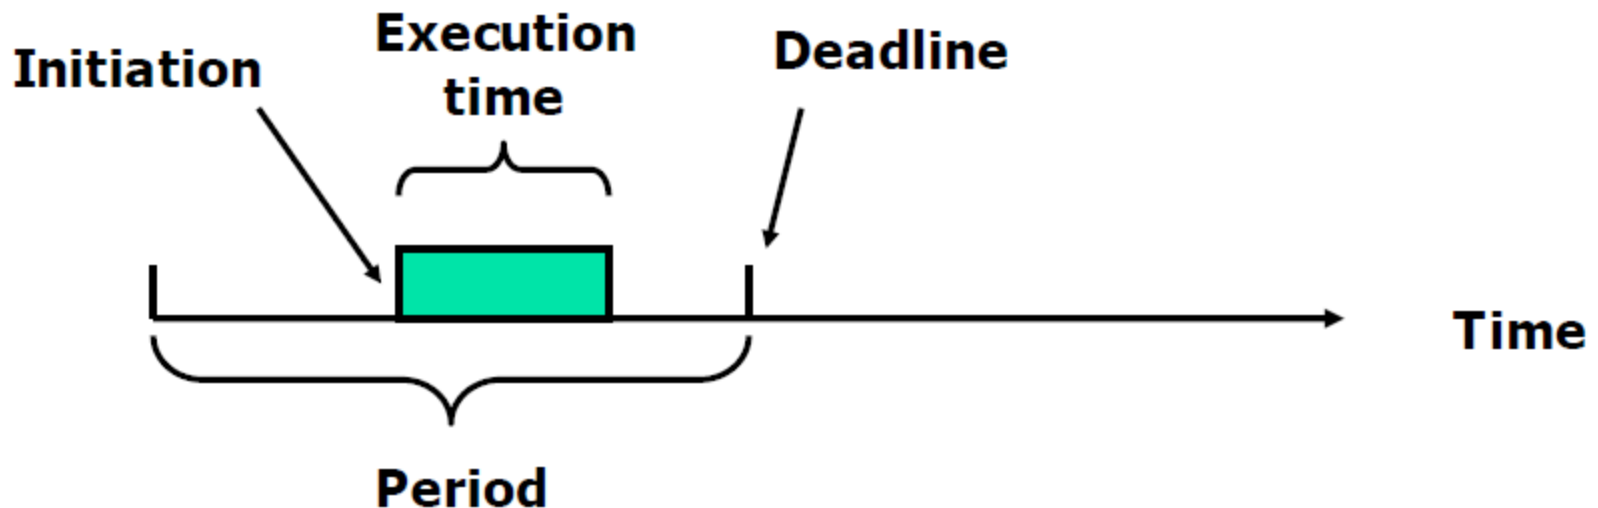 Initiation
Execution
time
Deadline
Time
Period